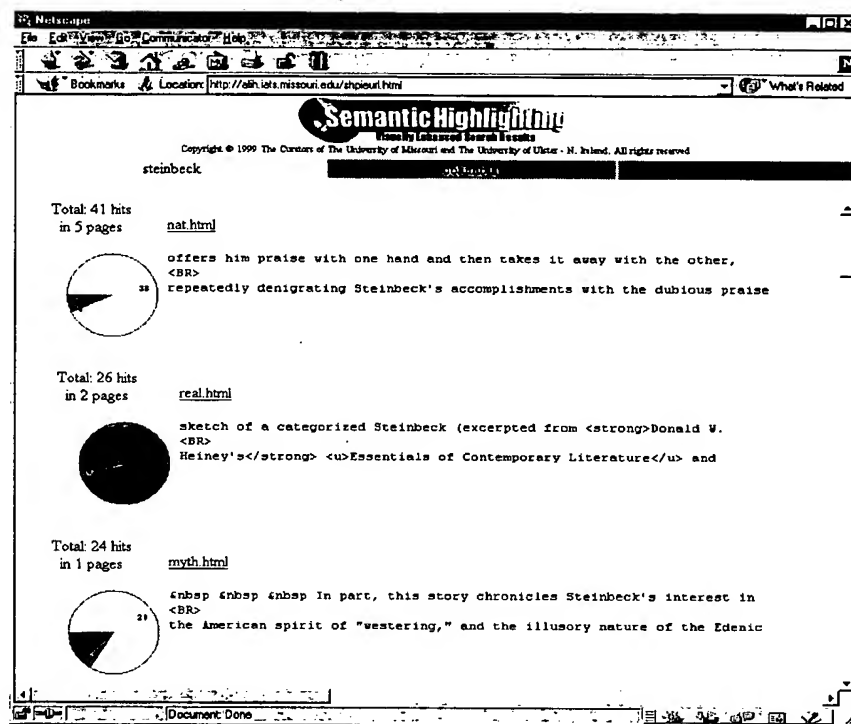 Netscape
File Edit View Go Communicator Help
Bookmarks Location: http://alih.iats.missouri.edu/shpieurl.html What's Related
SemanticHighlighting
Visually Enhanced Search Results
Copyright © 1999 The Curators of The University of Missouri and The University of Ulster - N. Ireland. All rights reserved
steinbeck
Total: 41 hits
in 5 pages nat.html
offers him praise with one hand and then takes it away with the other,
<BR>
38
repeatedly denigrating Steinbeck's accomplishments with the dubious praise
Total: 26 hits
in 2 pages real.html
sketch of a categorized Steinbeck (excerpted from <strong>Donald W.
<BR>
Heiney's</strong> <u>Essentials of Contemporary Literature</u> and
Total: 24 hits
in 1 pages myth.html
&nbsp &nbsp &nbsp In part, this story chronicles Steinbeck's interest in
<BR>
the American spirit of "westering," and the illusory nature of the Edenic
Document: Done